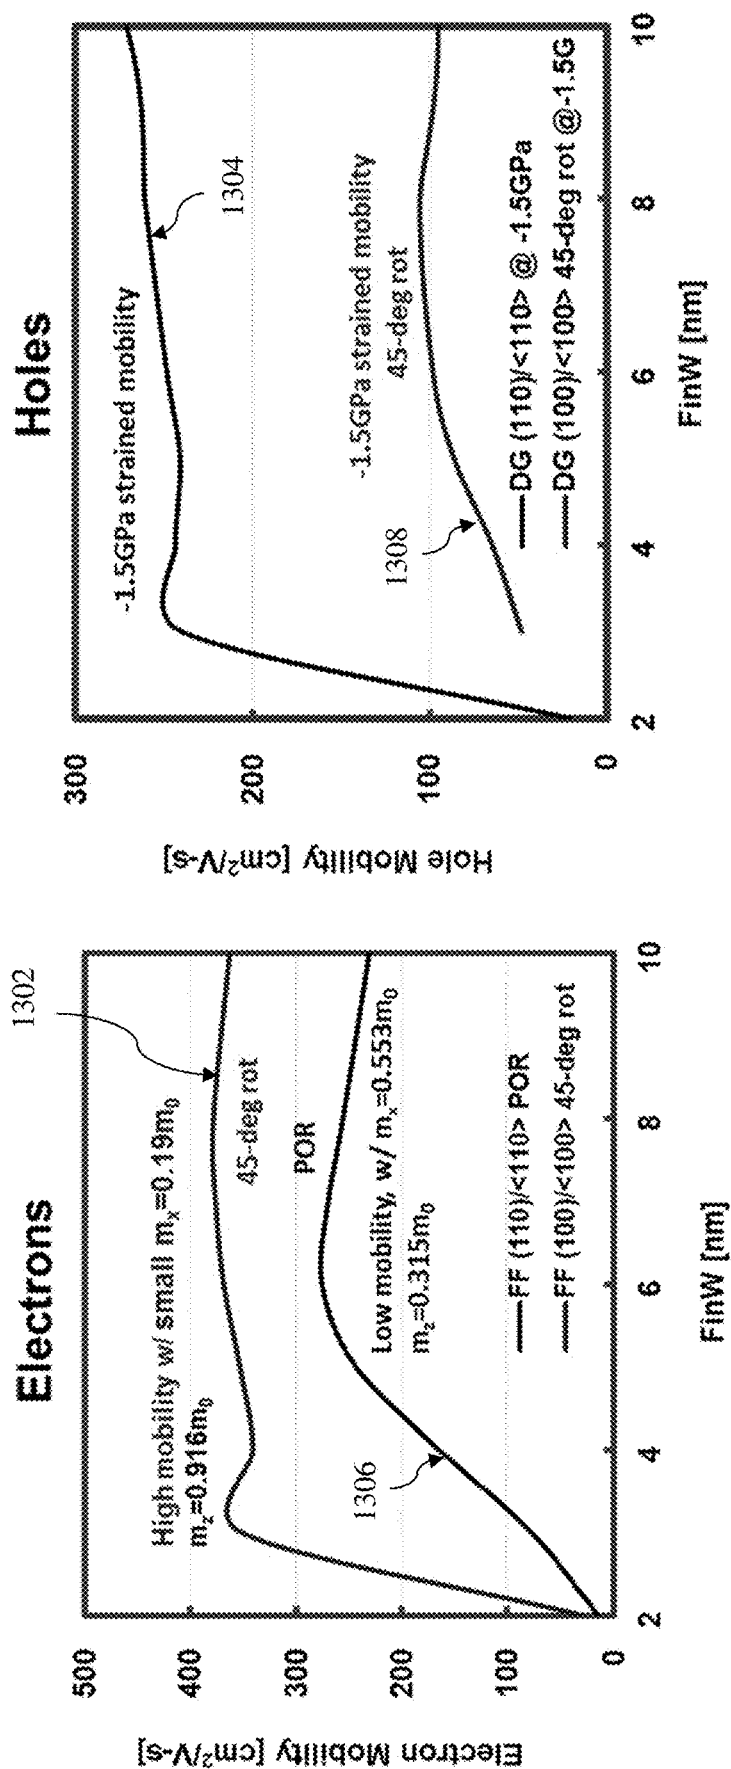 Electrons
1302
High mobility w/ small mₓ=0.19m₀
m_z=0.916m₀
45-deg rot
POR
Low mobility, w/ mₓ=0.553m₀
m_z=0.315m₀
1306
FF (110)/<110> POR
FF (100)/<100> 45-deg rot
500
400
300
200
100
0
2
4
6
8
10
Electron Mobility [cm²/V-s]
FinW [nm]
Holes
-1.5GPa strained mobility
1304
-1.5GPa strained mobility
45-deg rot
1308
DG (110)/<110> @ -1.5GPa
DG (100)/<100> 45-deg rot @-1.5G
300
200
100
0
2
4
6
8
10
Hole Mobility [cm²/V-s]
FinW [nm]